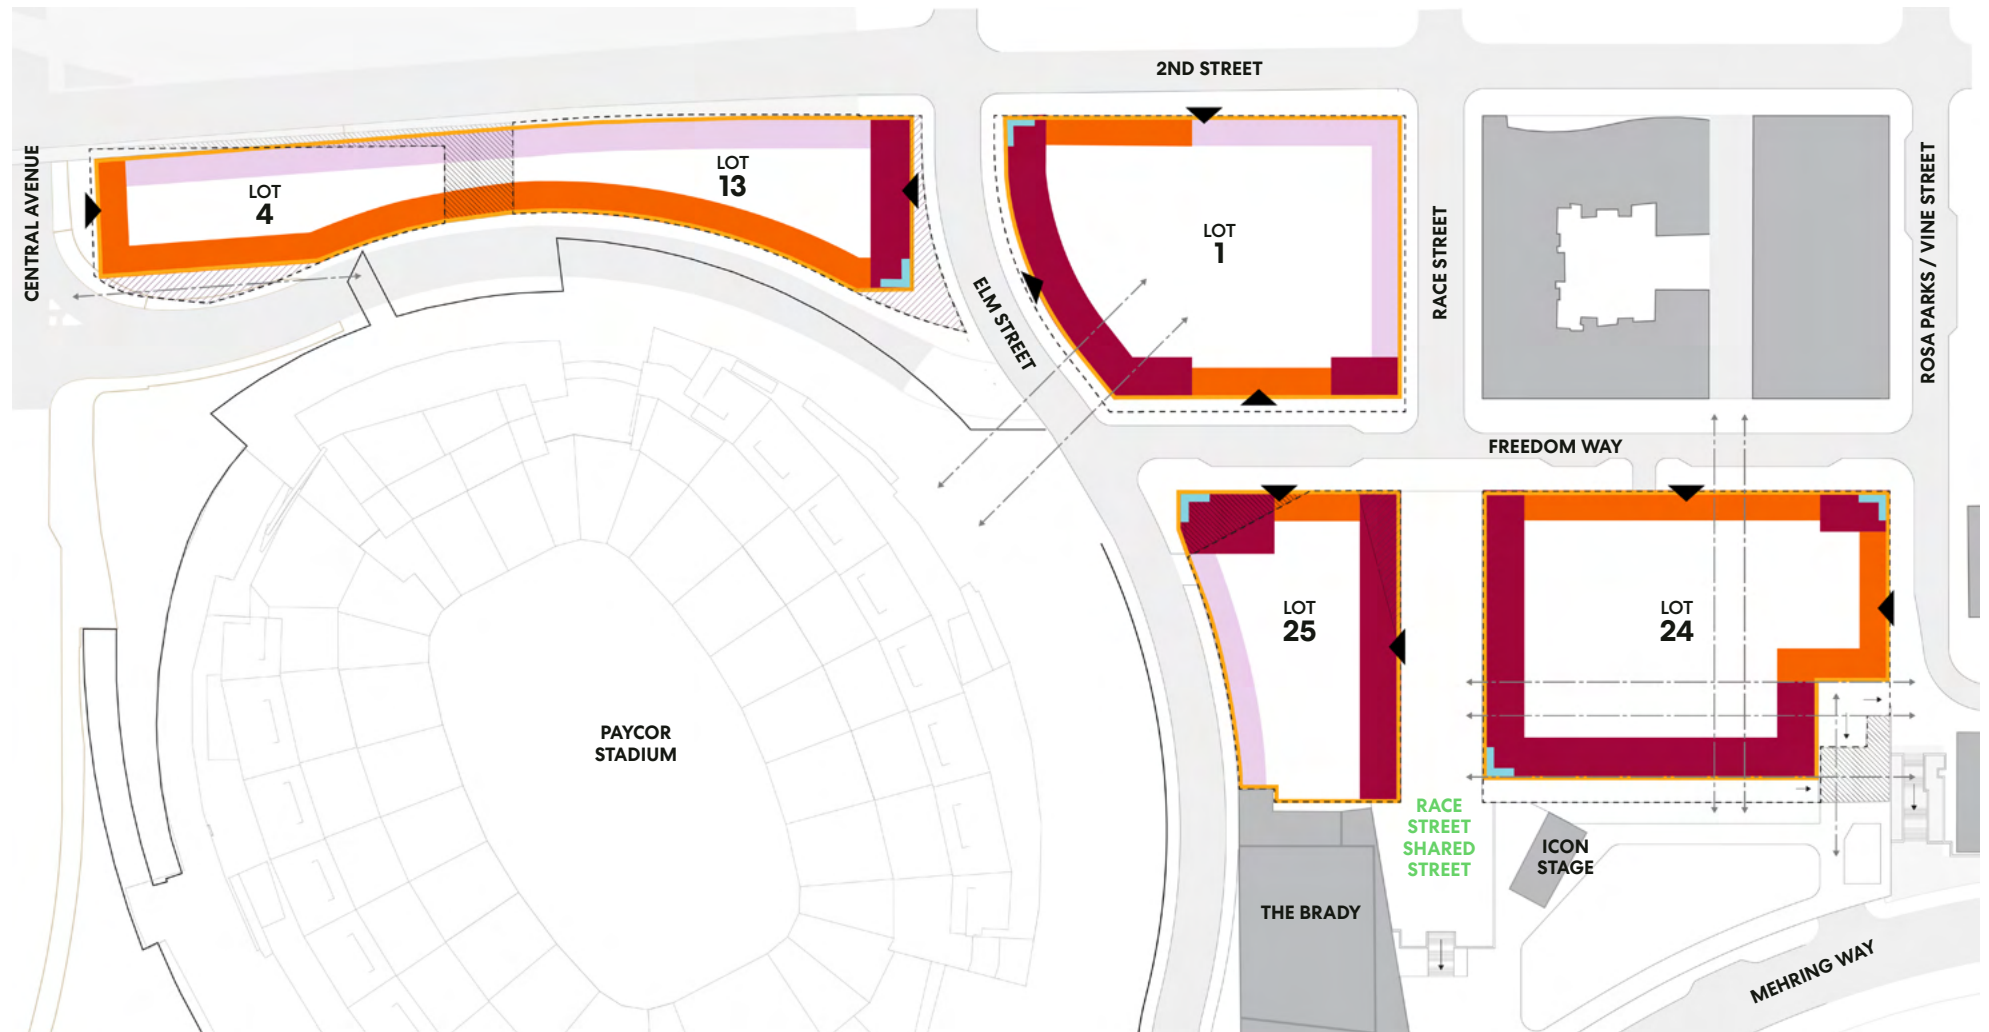 2ND STREET
CENTRAL AVENUE
LOT
4
LOT
13
LOT
1
ELM STREET
RACE STREET
ROSA PARKS / VINE STREET
FREEDOM WAY
LOT
25
LOT
24
PAYCOR
STADIUM
RACE
STREET
SHARED
STREET
ICON
STAGE
THE BRADY
MEHRING WAY